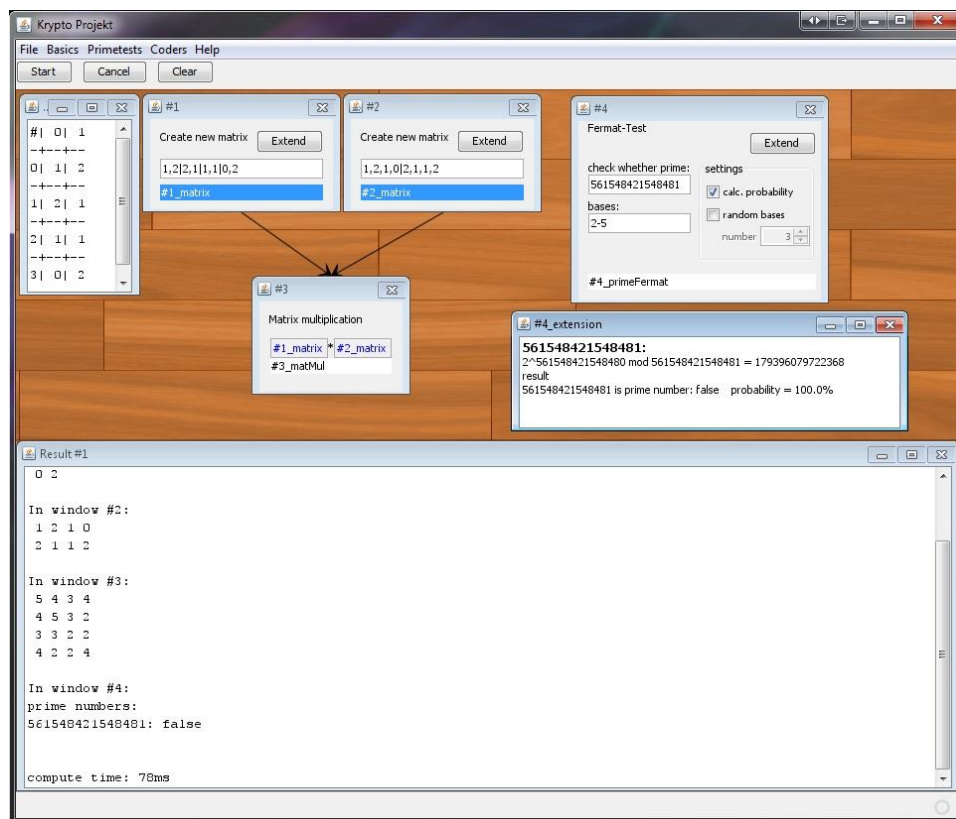 Krypto Projekt
File Basics Primetests Coders Help
Start Cancel Clear
#| 0| 1
-+--+--
0| 1| 2
-+--+--
1| 2| 1
-+--+--
2| 1| 1
-+--+--
3| 0| 2
#1
Create new matrix Extend
1,2|2,1|1,1|0,2
#1_matrix
#2
Create new matrix Extend
1,2,1,0|2,1,1,2
#2_matrix
#3
Matrix multiplication
#1_matrix * #2_matrix
#3_matMul
#4
Fermat-Test
Extend
check whether prime:
561548421548481
bases:
2-5
settings
calc. probability
random bases
number 3
#4_primeFermat
#4_extension
561548421548481:
2^561548421548480 mod 561548421548481 = 179396079722368
result
561548421548481 is prime number: false probability = 100.0%
Result #1
0 2
In window #2:
1 2 1 0
2 1 1 2
In window #3:
5 4 3 4
4 5 3 2
3 3 2 2
4 2 2 4
In window #4:
prime numbers:
561548421548481: false
compute time: 78ms